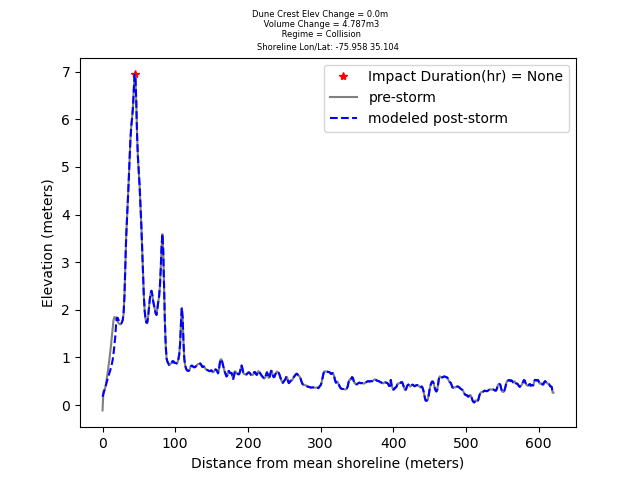 Dune Crest Elev Change = 0.0m
Volume Change = 4.787m3
Regime = Collision
Shoreline Lon/Lat: -75.958 35.104
Impact Duration(hr) = None
pre-storm
modeled post-storm
7
6
5
4
3
2
1
0
Elevation (meters)
0 100 200 300 400 500 600
Distance from mean shoreline (meters)